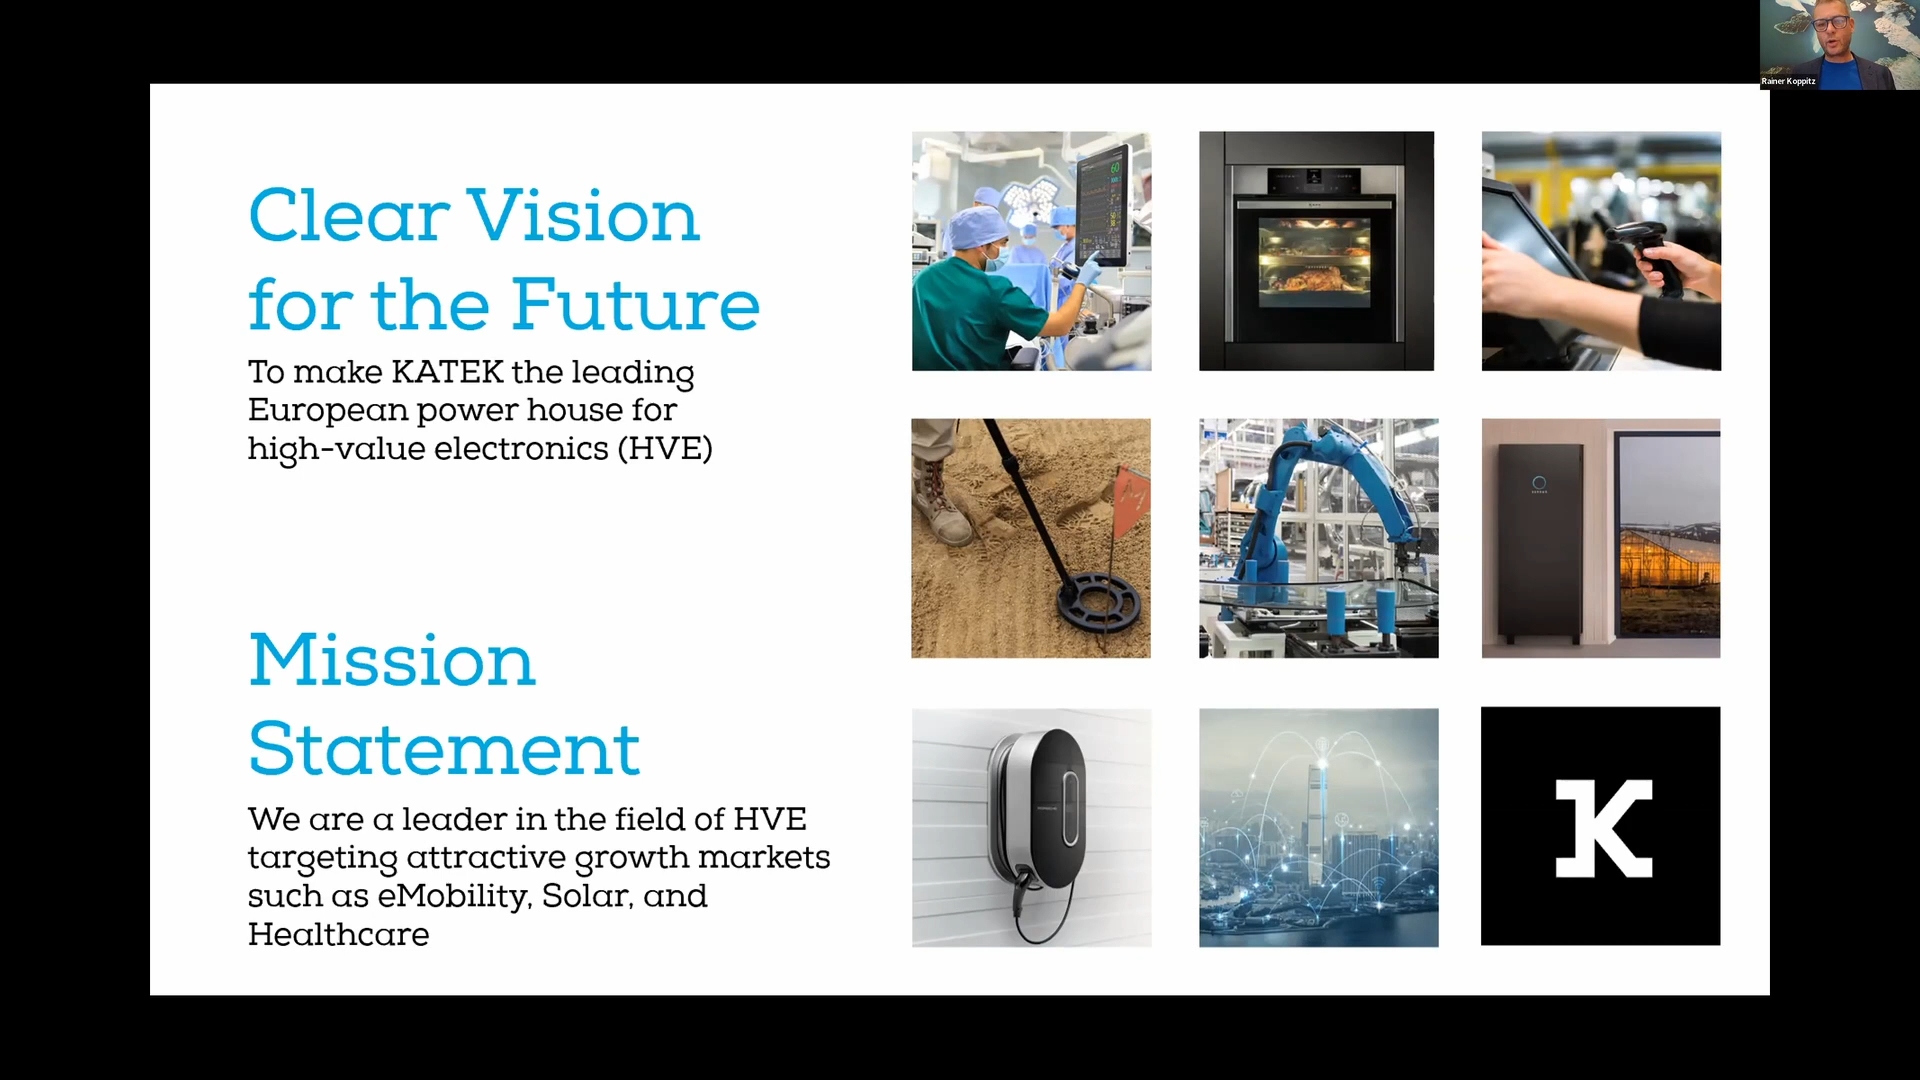 Rainer Koppitz
Clear Vision
for the Future
To make KATEK the leading
European power house for
high-value electronics (HVE)
Mission
Statement
We are a leader in the field of HVE
targeting attractive growth markets
such as eMobility, Solar, and
Healthcare
60
K